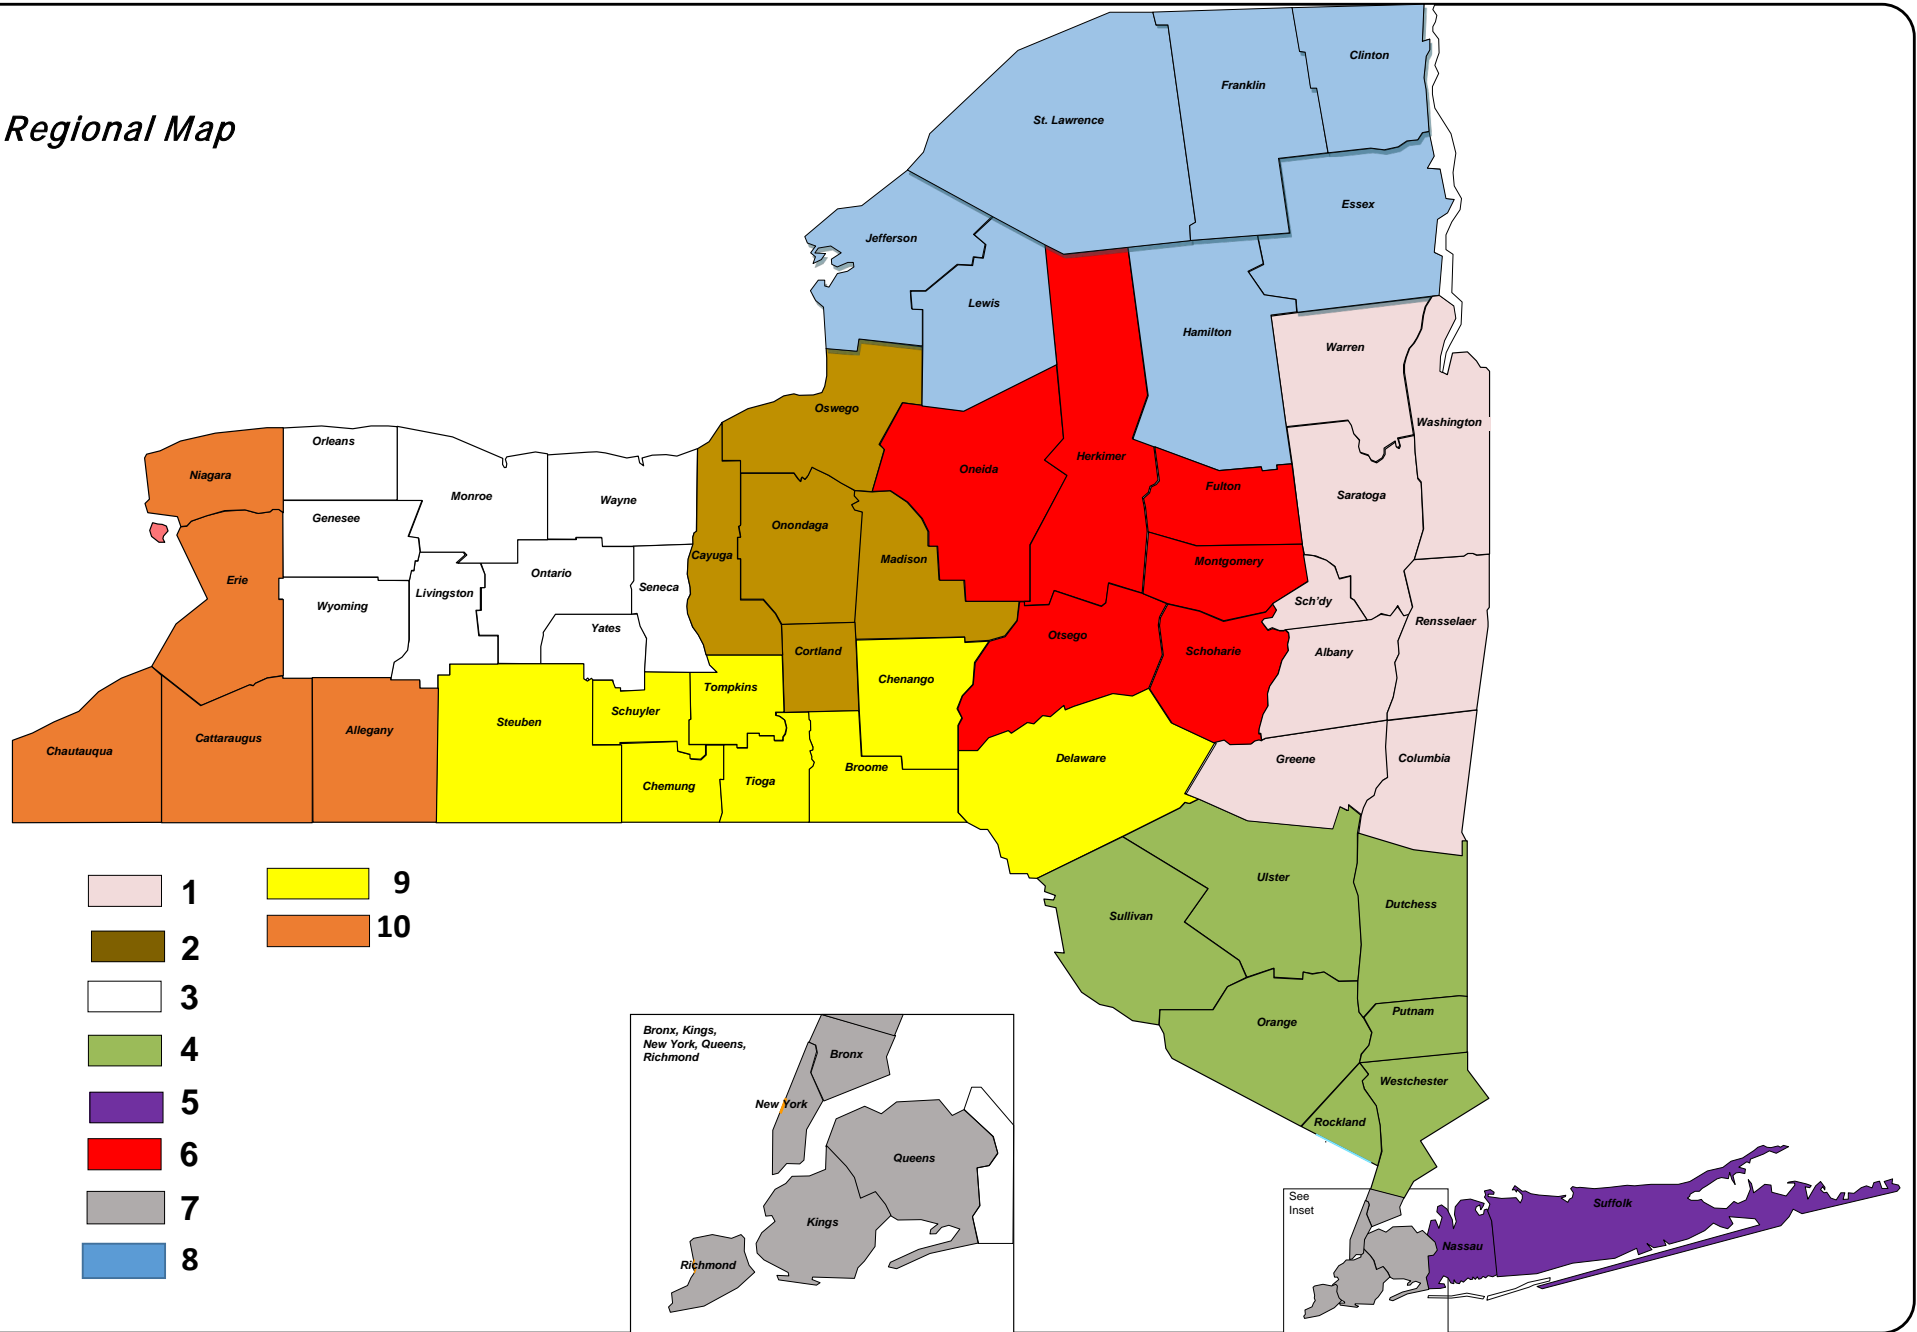 Regional Map
Clinton
Franklin
St. Lawrence
Essex
Jefferson
Lewis
Hamilton
Warren
Oswego
Washington
Orleans
Herkimer
Oneida
Niagara
Fulton
Monroe
Wayne
Saratoga
Genesee
Onondaga
Cayuga
Madison
Montgomery
Ontario
Erie
Seneca
Livingston
Sch'dy
Wyoming
Rensselaer
Yates
Otsego
Cortland
Schoharie
Albany
Chenango
Tompkins
Schuyler
Steuben
Allegany
Cattaraugus
Chautauqua
Delaware
Greene
Columbia
Broome
Tioga
Chemung
Ulster
Dutchess
Sullivan
Putnam
Orange
Westchester
Rockland
1
2
3
4
5
6
7
8
9
10
Bronx, Kings,
New York, Queens,
Richmond
Bronx
New York
Queens
Kings
Richmond
See
Inset
Suffolk
Nassau